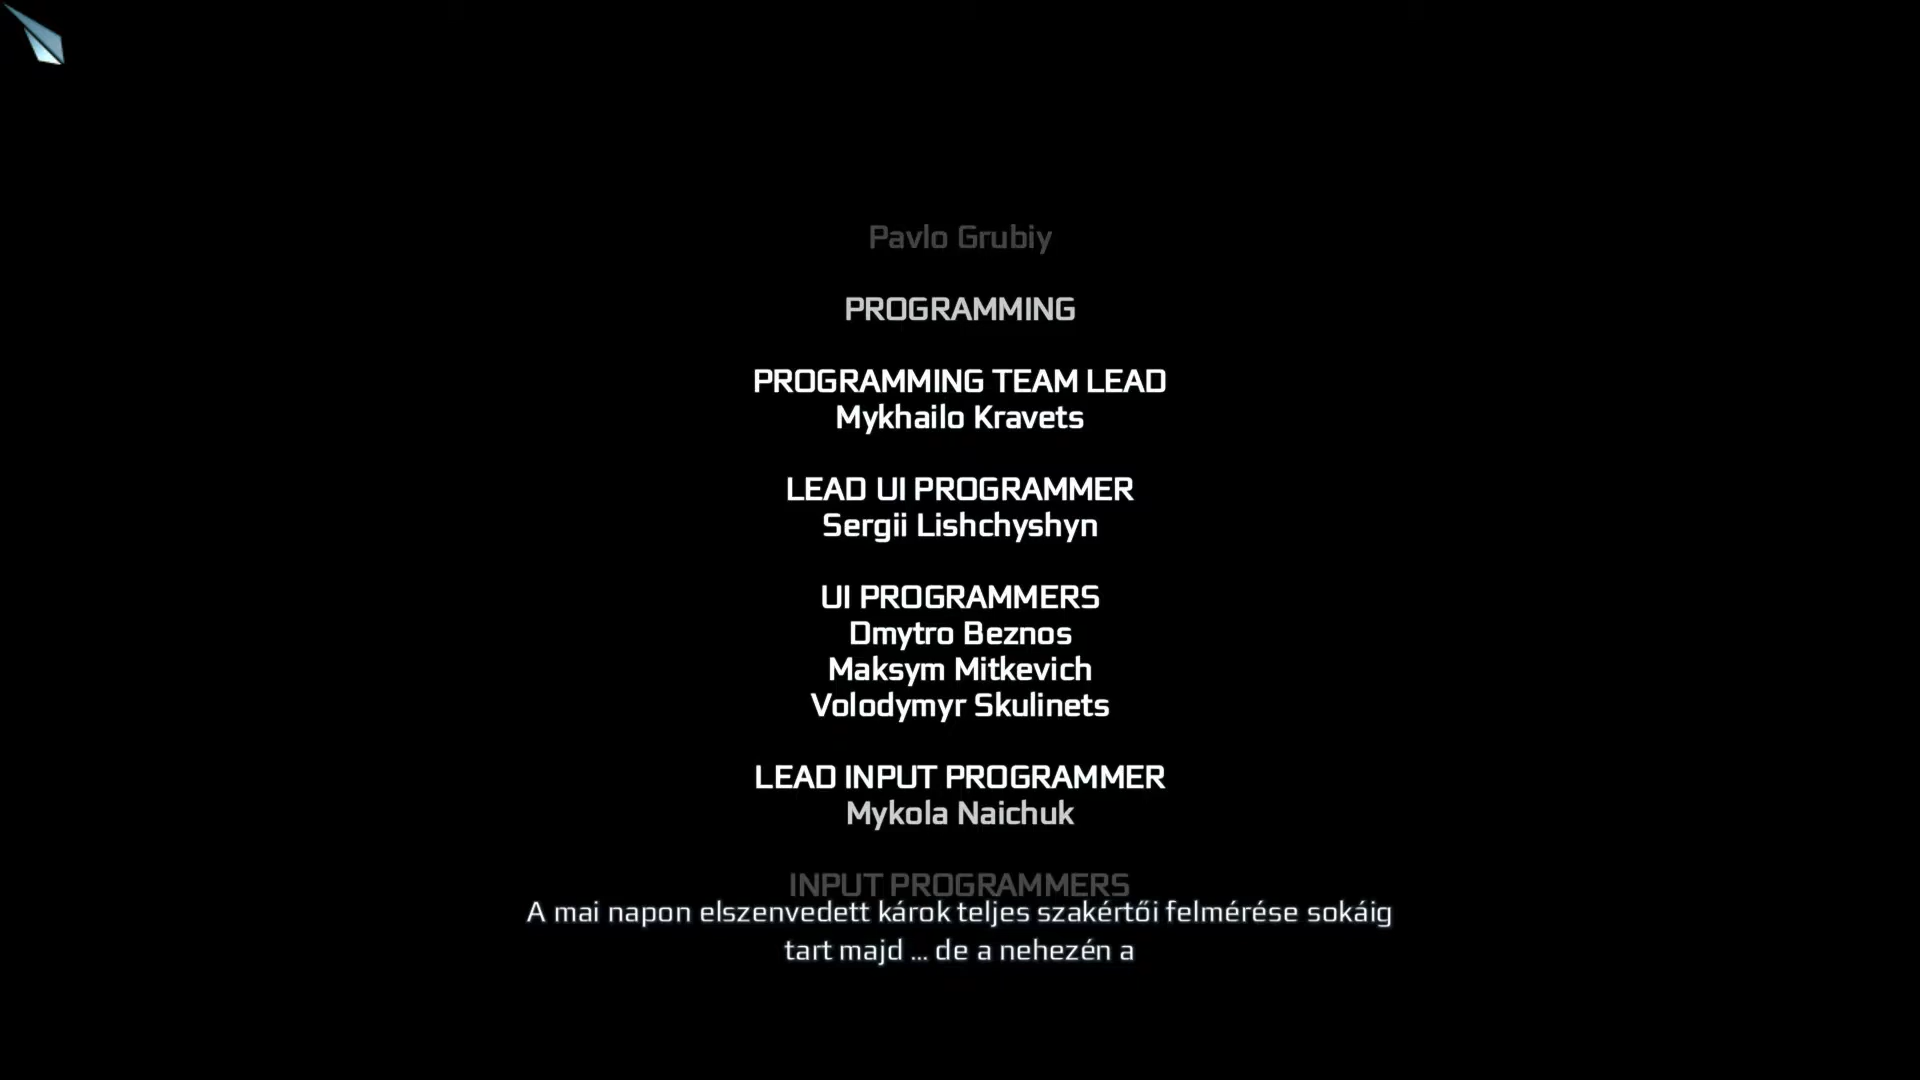 Pavlo Grubiy
PROGRAMMING
PROGRAMMING TEAM LEAD
Mykhailo Kravets
LEAD UI PROGRAMMER
Sergii Lishchyshyn
UI PROGRAMMERS
Dmytro Beznos
Maksym Mitkevich
Volodymyr Skulinets
LEAD INPUT PROGRAMMER
Mykola Naichuk
INPUT PROGRAMMERS
A mai napon elszenvedett károk teljes szakértői felmérése sokáig
tart majd ... de a nehezén a